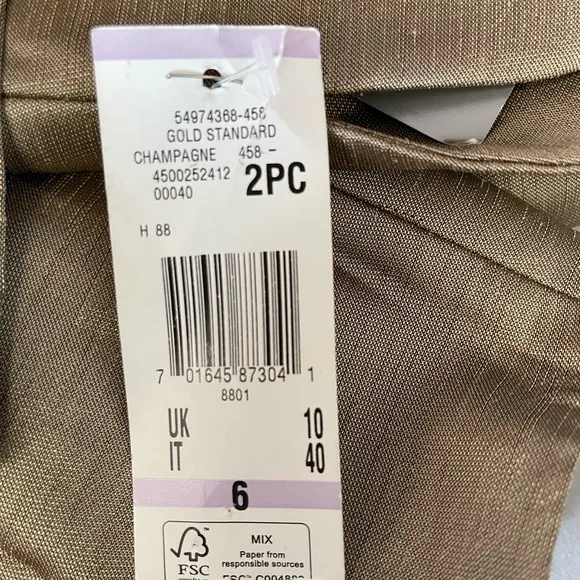 54974368-458
GOLD STANDARD
CHAMPAGNE 458 -
4500252412
00040 2PC
H 88
7 01645 87304 1
8801
UK 10
IT 40
6
FSC
MIX
Paper from
responsible sources